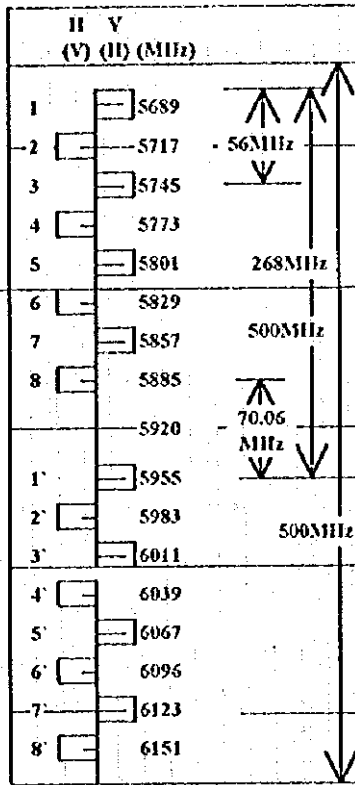 H V
(V) (H) (MHz)
1 5689
2 5717 56MHz
3 5745
4 5773
5 5801 268MHz
6 5829
7 5857 500MHz
8 5885
70.06
5920 MHz
1` 5955
2` 5983
3` 6011 500MHz
4` 6039
5` 6067
6` 6096
7` 6123
8` 6151